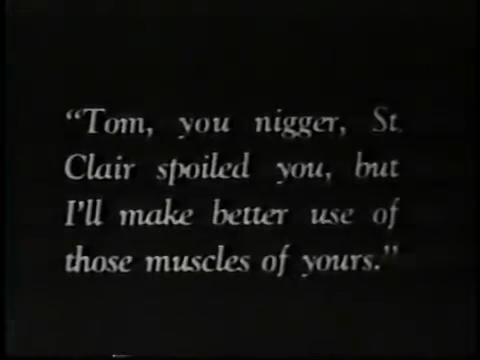 “Tom, you nigger, St.
Clair spoiled you, but
I'll make better use of
those muscles of yours.”